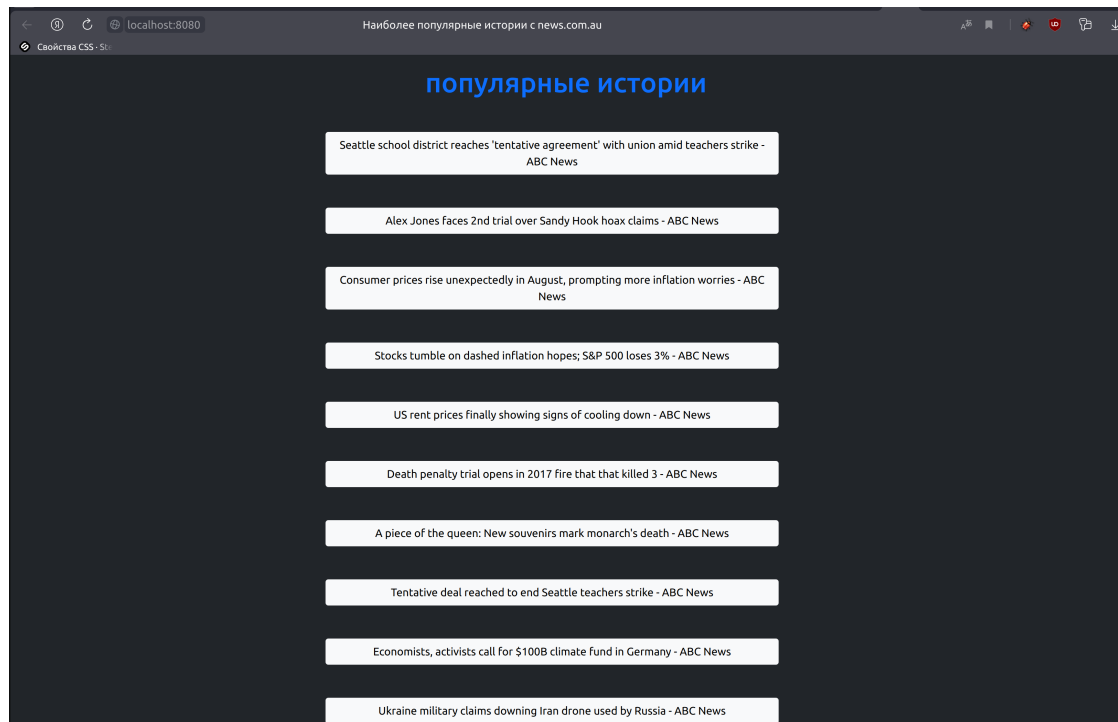 localhost:8080
Наиболее популярные истории с news.com.au
Свойства CSS · Ste
популярные истории
Seattle school district reaches 'tentative agreement' with union amid teachers strike -
ABC News
Alex Jones faces 2nd trial over Sandy Hook hoax claims - ABC News
Consumer prices rise unexpectedly in August, prompting more inflation worries - ABC
News
Stocks tumble on dashed inflation hopes; S&P 500 loses 3% - ABC News
US rent prices finally showing signs of cooling down - ABC News
Death penalty trial opens in 2017 fire that that killed 3 - ABC News
A piece of the queen: New souvenirs mark monarch's death - ABC News
Tentative deal reached to end Seattle teachers strike - ABC News
Economists, activists call for $100B climate fund in Germany - ABC News
Ukraine military claims downing Iran drone used by Russia - ABC News